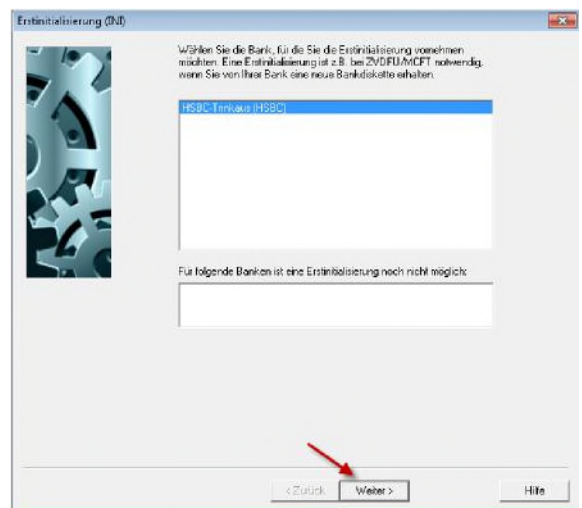 Erstinitialisierung (INI)
Wählen Sie die Bank, für die Sie die Erstinitialisierung vornehmen
möchten. Eine Erstinitialisierung ist z.B. bei ZVDFÜ/MCFT notwendig,
wenn Sie von Ihrer Bank eine neue Bankdiskette erhalten.
HSBC-Trinkaus (HSBC)
Für folgende Banken ist eine Erstinitialisierung noch nicht möglich:
< Zurück Weiter > Hilfe